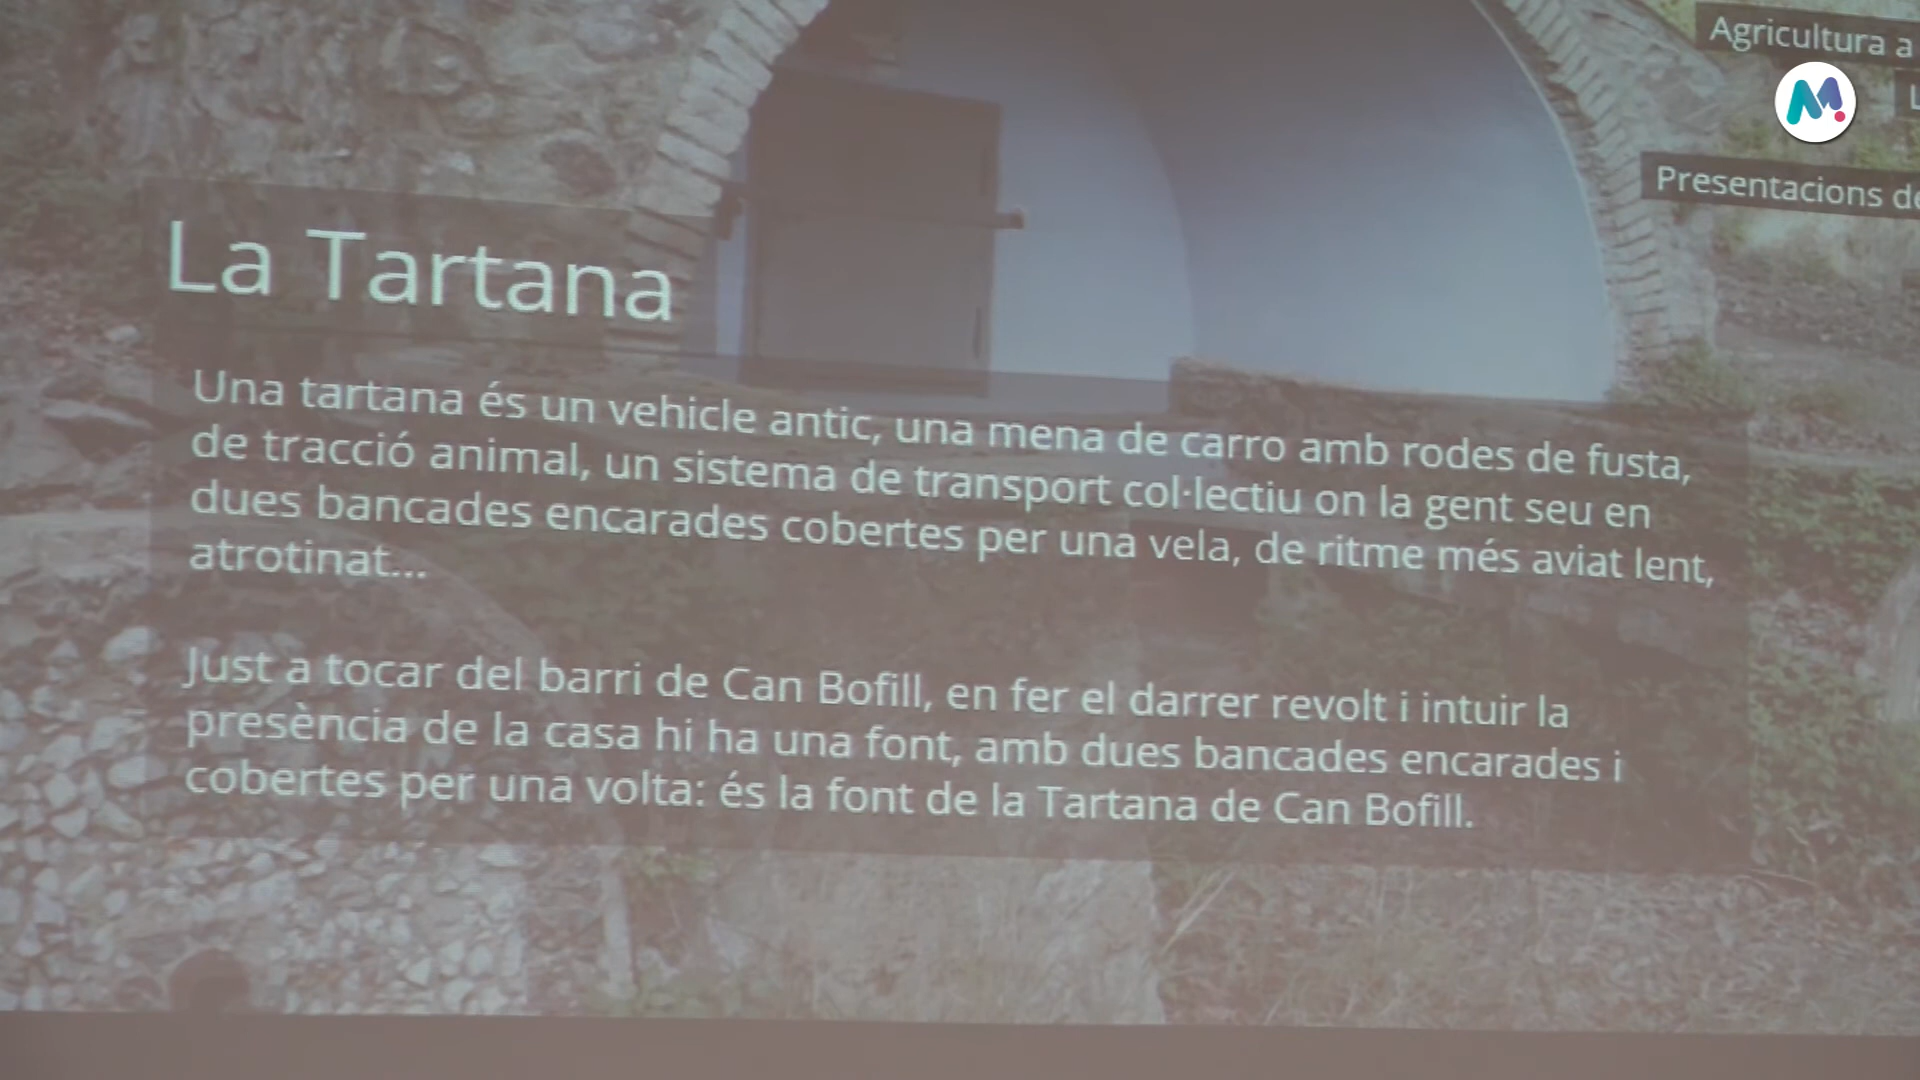 Agricultura a
L
Presentacions de
La Tartana
Una tartana és un vehicle antic, una mena de carro amb rodes de fusta,
de tracció animal, un sistema de transport col·lectiu on la gent seu en
dues bancades encarades cobertes per una vela, de ritme més aviat lent,
atrotinat...
Just a tocar del barri de Can Bofill, en fer el darrer revolt i intuir la
presència de la casa hi ha una font, amb dues bancades encarades i
cobertes per una volta: és la font de la Tartana de Can Bofill.